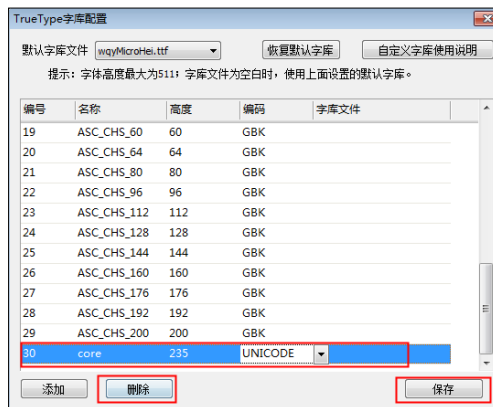 TrueType字库配置
默认字库文件 wqyMicroHei.ttf 恢复默认字库 自定义字库使用说明
提示：字体高度最大为511；字库文件为空白时，使用上面设置的默认字库。
编号 名称 高度 编码 字库文件
19 ASC_CHS_60 60 GBK
20 ASC_CHS_64 64 GBK
21 ASC_CHS_80 80 GBK
22 ASC_CHS_96 96 GBK
23 ASC_CHS_112 112 GBK
24 ASC_CHS_128 128 GBK
25 ASC_CHS_144 144 GBK
26 ASC_CHS_160 160 GBK
27 ASC_CHS_176 176 GBK
28 ASC_CHS_192 192 GBK
29 ASC_CHS_200 200 GBK
30 core 235 UNICODE
添加 删除 保存